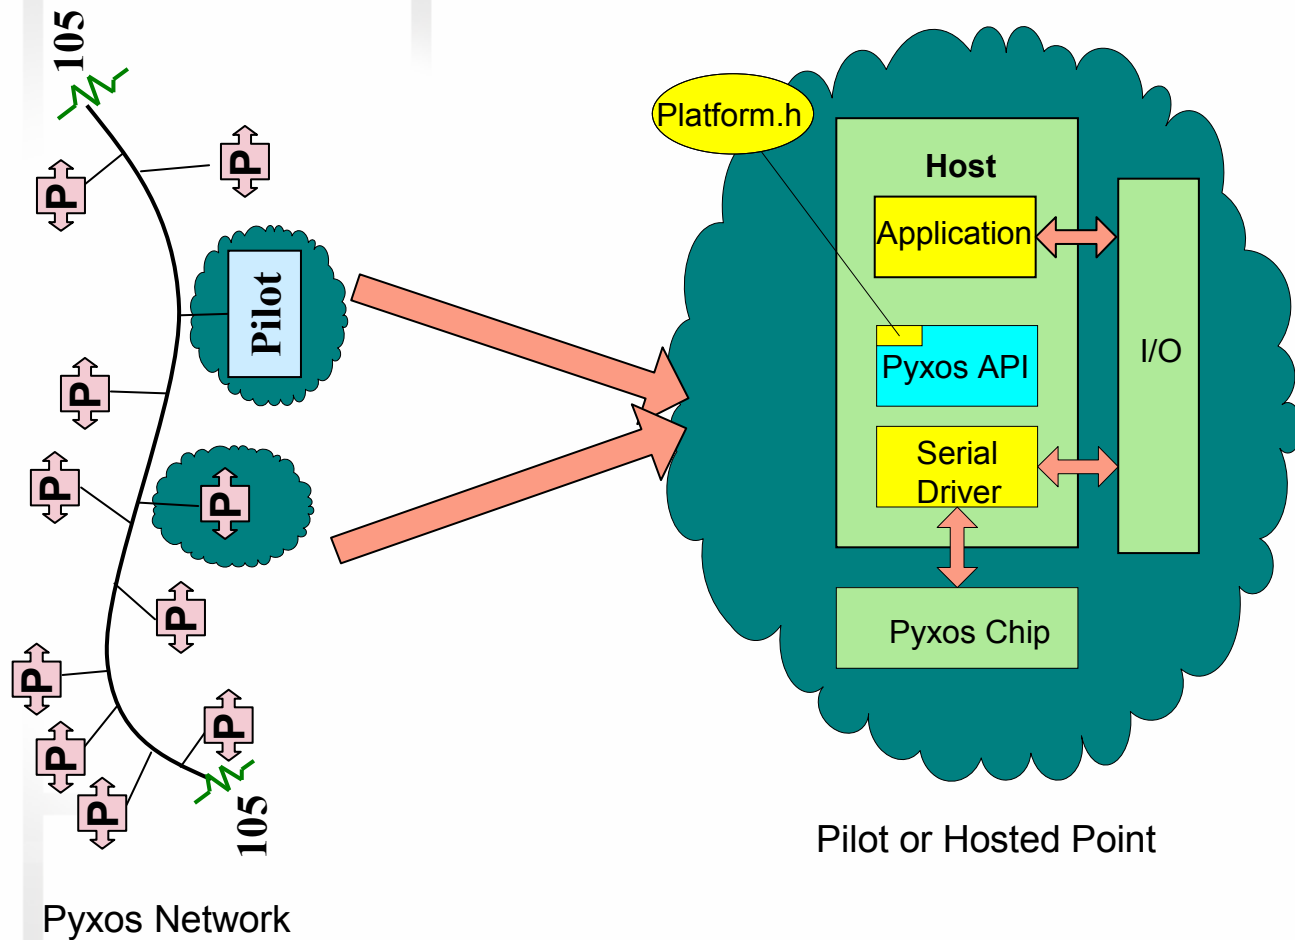 105
P
P
Pilot
P
P
P
P
P
P
P
P
105
Pyxos Network
Platform.h
Host
Application
Pyxos API
Serial
Driver
I/O
Pyxos Chip
Pilot or Hosted Point